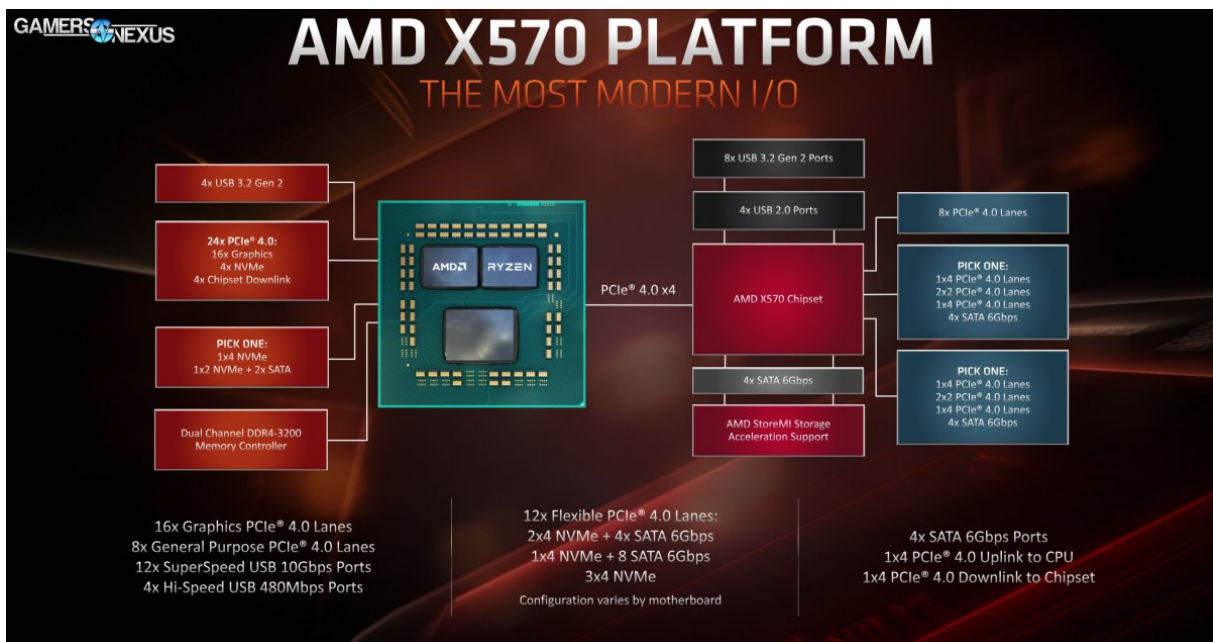 GAMERS NEXUS
AMD X570 PLATFORM
THE MOST MODERN I/O
4x USB 3.2 Gen 2
24x PCIe® 4.0:
16x Graphics
4x NVMe
4x Chipset Downlink
PICK ONE:
1x4 NVMe
1x2 NVMe + 2x SATA
Dual Channel DDR4-3200
Memory Controller
AMD RYZEN
PCIe® 4.0 x4
8x USB 3.2 Gen 2 Ports
4x USB 2.0 Ports
AMD X570 Chipset
4x SATA 6Gbps
AMD StoreMI Storage
Acceleration Support
8x PCIe® 4.0 Lanes
PICK ONE:
1x4 PCIe® 4.0 Lanes
2x2 PCIe® 4.0 Lanes
1x4 PCIe® 4.0 Lanes
4x SATA 6Gbps
PICK ONE:
1x4 PCIe® 4.0 Lanes
2x2 PCIe® 4.0 Lanes
1x4 PCIe® 4.0 Lanes
4x SATA 6Gbps
16x Graphics PCIe® 4.0 Lanes
8x General Purpose PCIe® 4.0 Lanes
12x SuperSpeed USB 10Gbps Ports
4x Hi-Speed USB 480Mbps Ports
12x Flexible PCIe® 4.0 Lanes:
2x4 NVMe + 4x SATA 6Gbps
1x4 NVMe + 8 SATA 6Gbps
3x4 NVMe
Configuration varies by motherboard
4x SATA 6Gbps Ports
1x4 PCIe® 4.0 Uplink to CPU
1x4 PCIe® 4.0 Downlink to Chipset